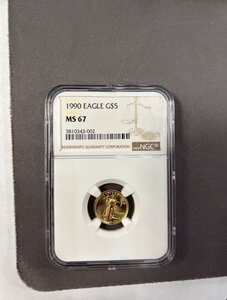 1990 EAGLE G$5
MS 67
3810343-002
NGC
NUMISMATIC GUARANTY CORPORATION